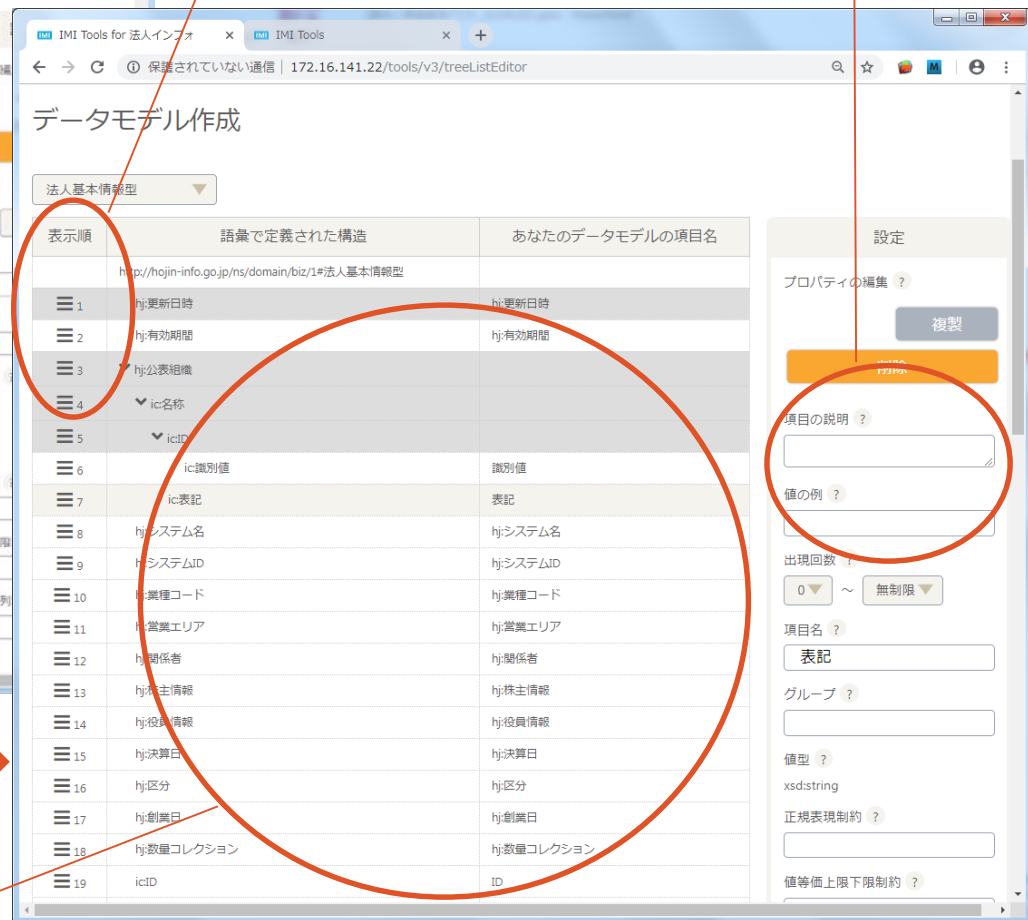 IMI Tools for 法人インフォ
IMI Tools
保護されていない通信 | 172.16.141.22/tools/v3/treeListEditor
データモデル作成
法人基本情報型
表示順 語彙で定義された構造 あなたのデータモデルの項目名
http://hojin-info.go.jp/ns/domain/biz/1#法人基本情報型
1 hj:更新日時 hj:更新日時
2 hj:有効期間 hj:有効期間
3 hj:公表組織
4 ic:名称
5 ic:ID
6 ic:識別値 識別値
7 ic:表記 表記
8 hj:システム名 hj:システム名
9 hj:システムID hj:システムID
10 hj:業種コード hj:業種コード
11 hj:営業エリア hj:営業エリア
12 hj:関係者 hj:関係者
13 hj:株主情報 hj:株主情報
14 hj:役員情報 hj:役員情報
15 hj:決算日 hj:決算日
16 hj:区分 hj:区分
17 hj:創業日 hj:創業日
18 hj:数量コレクション hj:数量コレクション
19 ic:ID ID
設定
プロパティの編集 ?
複製
削除
項目の説明 ?
値の例 ?
出現回数 ?
0 ~ 無制限
項目名 ?
表記
グループ ?
値型 ?
xsd:string
正規表現制約 ?
値等価上限下限制約 ?